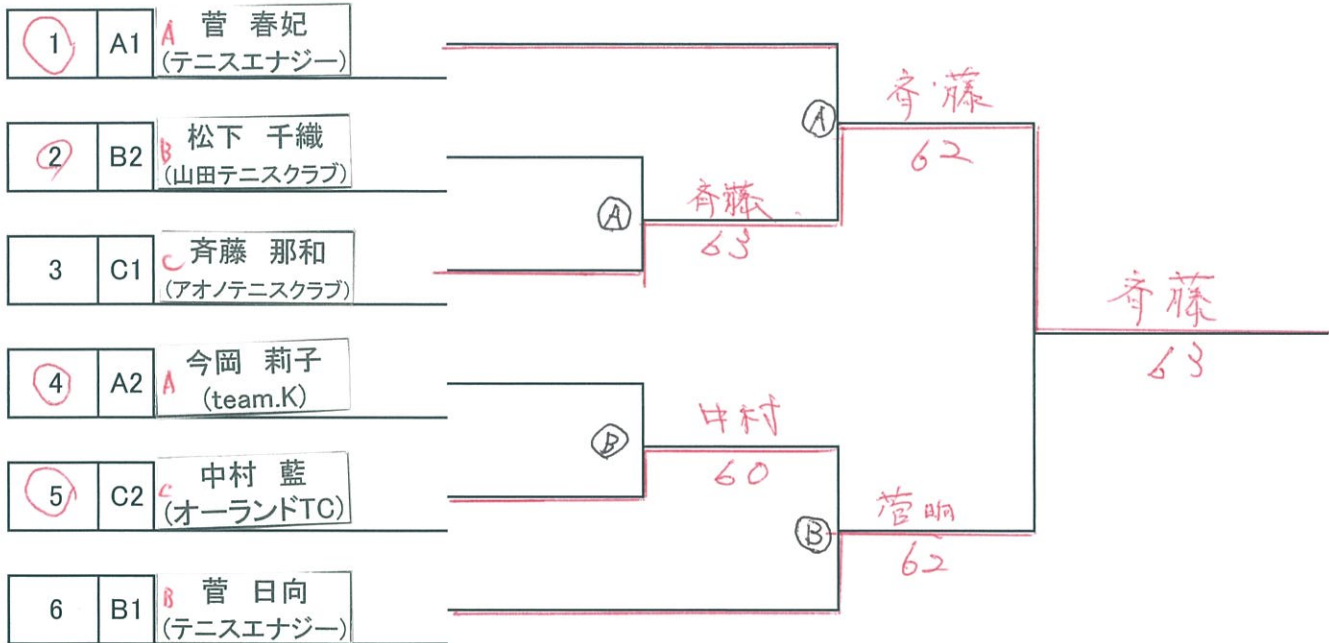 1 A1 A 菅 春妃
(テニスエナジー)
2 B2 B 松下 千織
(山田テニスクラブ)
3 C1 C 斉藤 那和
(アオノテニスクラブ)
4 A2 A 今岡 莉子
(team.K)
5 C2 C 中村 藍
(オーランドTC)
6 B1 B 菅 日向
(テニスエナジー)
A
斉藤
63
B
中村
60
A
斉藤
62
B
菅
62
斉藤
63